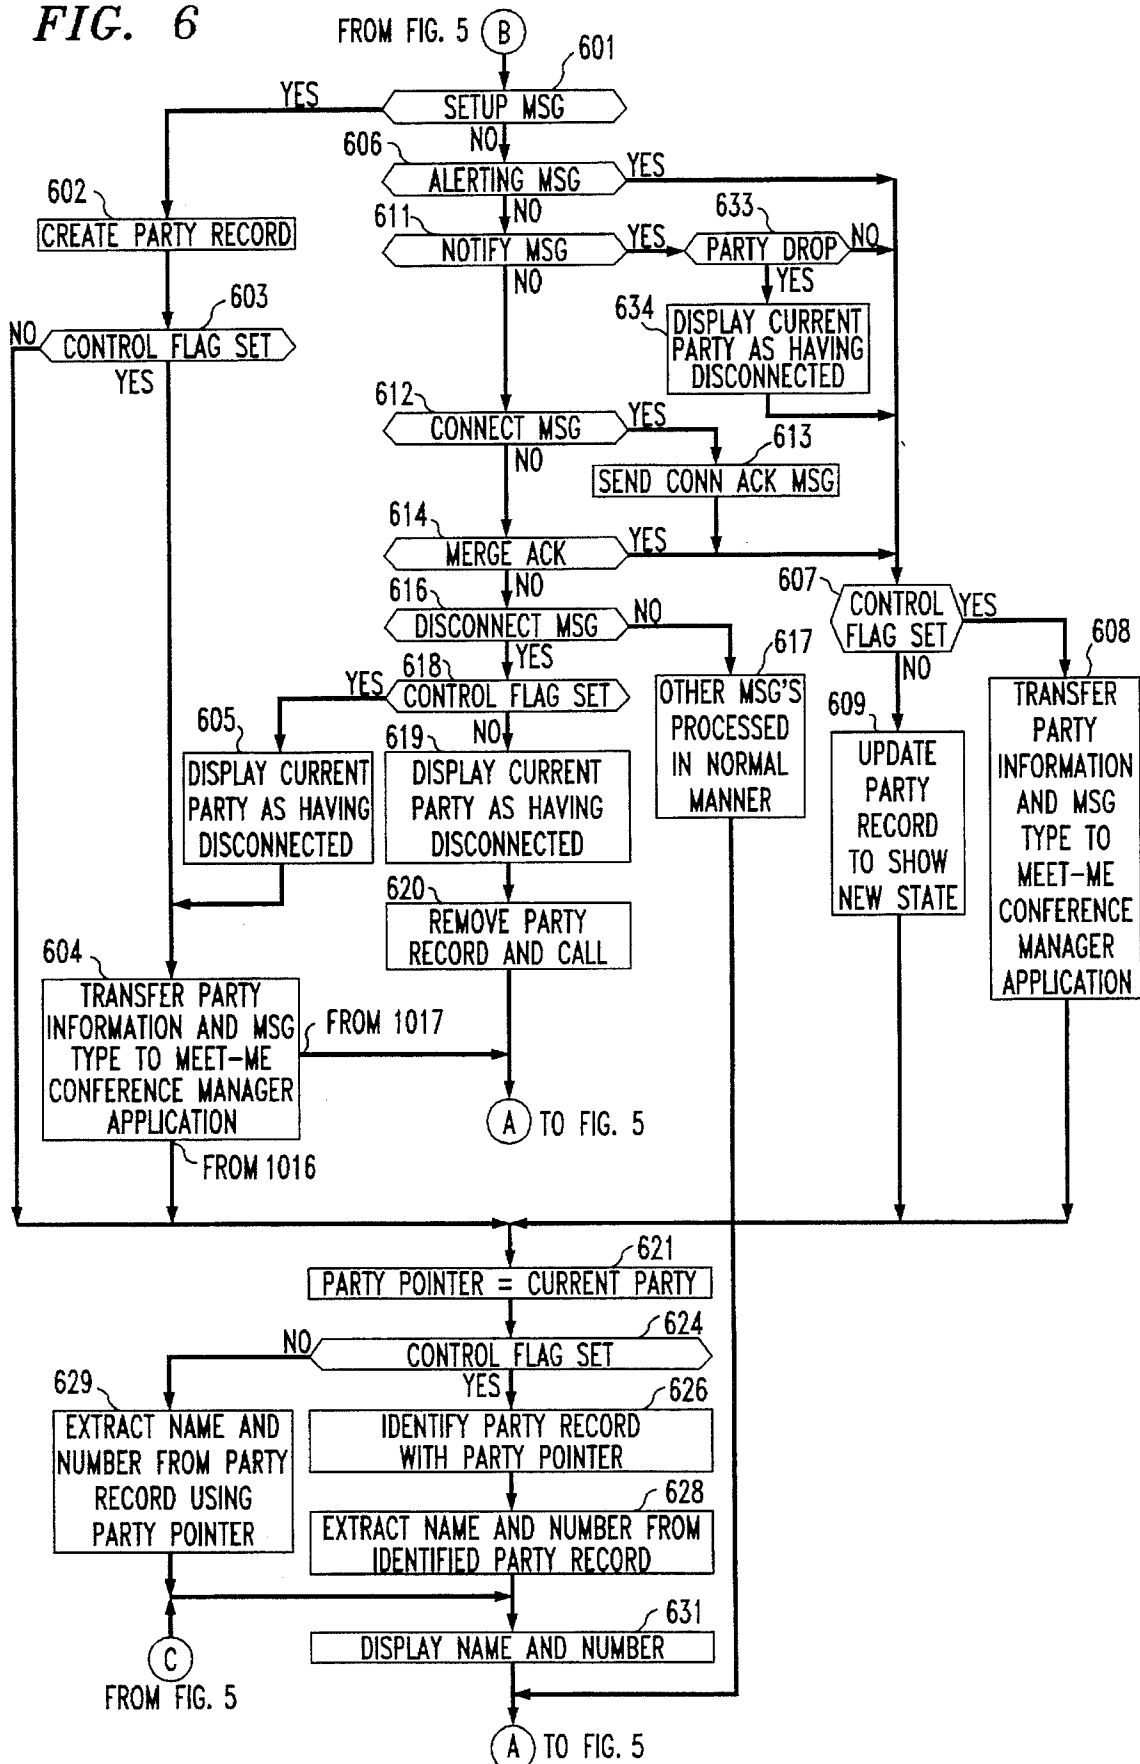 FIG. 6
FROM FIG. 5
B
601
SETUP MSG
YES
NO
606
ALERTING MSG
YES
NO
602
CREATE PARTY RECORD
611
NOTIFY MSG
YES
NO
633
PARTY DROP
NO
YES
634
DISPLAY CURRENT
PARTY AS HAVING
DISCONNECTED
603
CONTROL FLAG SET
NO
YES
612
CONNECT MSG
YES
NO
613
SEND CONN ACK MSG
614
MERGE ACK
YES
NO
616
DISCONNECT MSG
NO
YES
607
CONTROL
FLAG SET
YES
NO
617
OTHER MSG'S
PROCESSED
IN NORMAL
MANNER
608
TRANSFER
PARTY
INFORMATION
AND MSG
TYPE TO
MEET-ME
CONFERENCE
MANAGER
APPLICATION
618
CONTROL FLAG SET
YES
NO
609
UPDATE
PARTY
RECORD
TO SHOW
NEW STATE
605
DISPLAY CURRENT
PARTY AS HAVING
DISCONNECTED
619
DISPLAY CURRENT
PARTY AS HAVING
DISCONNECTED
620
REMOVE PARTY
RECORD AND CALL
604
TRANSFER PARTY
INFORMATION AND MSG
TYPE TO MEET-ME
CONFERENCE MANAGER
APPLICATION
FROM 1017
A
TO FIG. 5
FROM 1016
621
PARTY POINTER = CURRENT PARTY
624
CONTROL FLAG SET
NO
YES
629
EXTRACT NAME AND
NUMBER FROM PARTY
RECORD USING
PARTY POINTER
626
IDENTIFY PARTY RECORD
WITH PARTY POINTER
628
EXTRACT NAME AND NUMBER FROM
IDENTIFIED PARTY RECORD
631
DISPLAY NAME AND NUMBER
C
FROM FIG. 5
A
TO FIG. 5